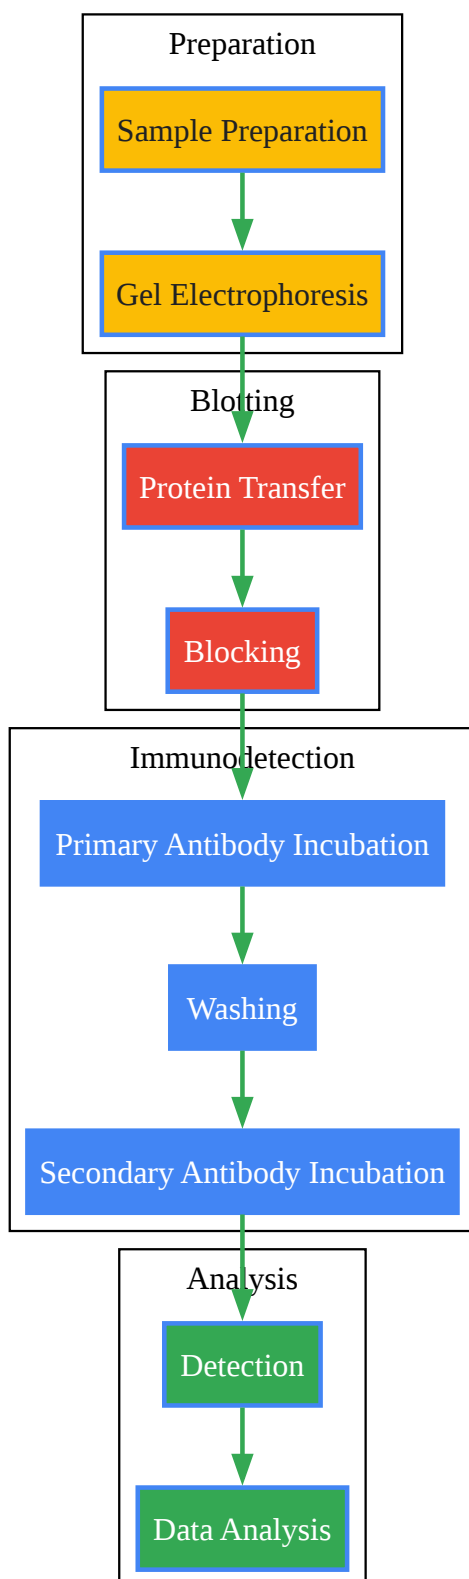 Preparation
Sample Preparation
Gel Electrophoresis
Blotting
Protein Transfer
Blocking
Immunodetection
Primary Antibody Incubation
Washing
Secondary Antibody Incubation
Analysis
Detection
Data Analysis